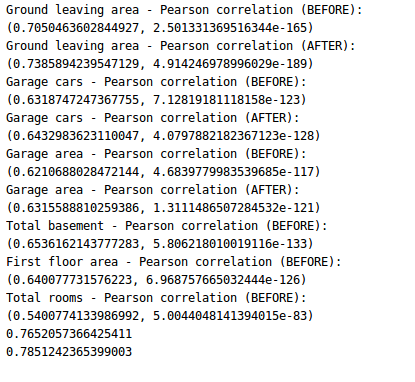 Ground leaving area - Pearson correlation (BEFORE):
(0.7050463602844927, 2.501331369516344e-165)
Ground leaving area - Pearson correlation (AFTER):
(0.7385894239547129, 4.914246978996029e-189)
Garage cars - Pearson correlation (BEFORE):
(0.6318747247367755, 7.12819181118158e-123)
Garage cars - Pearson correlation (AFTER):
(0.6432983623110047, 4.0797882182367123e-128)
Garage area - Pearson correlation (BEFORE):
(0.6210688028472144, 4.6839779983539685e-117)
Garage area - Pearson correlation (AFTER):
(0.6315588810259386, 1.3111486507284532e-121)
Total basement - Pearson correlation (BEFORE):
(0.6536162143777283, 5.806218010019116e-133)
First floor area - Pearson correlation (BEFORE):
(0.640077731576223, 6.968757665032444e-126)
Total rooms - Pearson correlation (BEFORE):
(0.5400774133986992, 5.0044048141394015e-83)
0.7652057366425411
0.7851242365399003